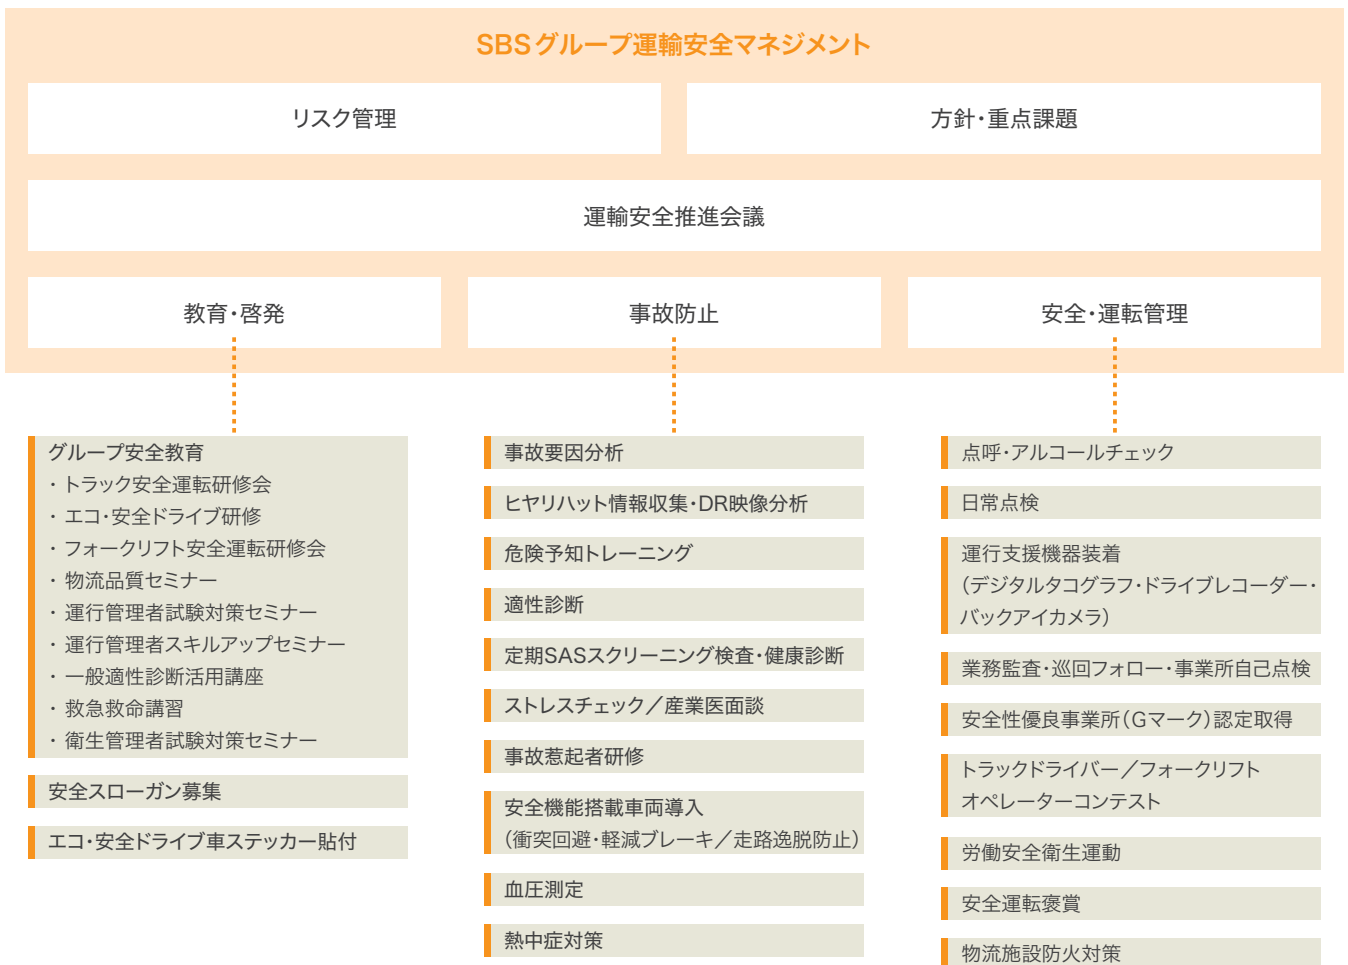 SBSグループ運輸安全マネジメント
リスク管理
方針・重点課題
運輸安全推進会議
教育・啓発
事故防止
安全・運転管理
グループ安全教育
・トラック安全運転研修会
・エコ・安全ドライブ研修
・フォークリフト安全運転研修会
・物流品質セミナー
・運行管理者試験対策セミナー
・運行管理者スキルアップセミナー
・一般適性診断活用講座
・救急救命講習
・衛生管理者試験対策セミナー
安全スローガン募集
エコ・安全ドライブ車ステッカー貼付
事故要因分析
ヒヤリハット情報収集・DR映像分析
危険予知トレーニング
適性診断
定期SASスクリーニング検査・健康診断
ストレスチェック／産業医面談
事故惹起者研修
安全機能搭載車両導入
（衝突回避・軽減ブレーキ／走路逸脱防止）
血圧測定
熱中症対策
点呼・アルコールチェック
日常点検
運行支援機器装着
（デジタルタコグラフ・ドライブレコーダー・
バックアイカメラ）
業務監査・巡回フォロー・事業所自己点検
安全性優良事業所（Gマーク）認定取得
トラックドライバー／フォークリフト
オペレーターコンテスト
労働安全衛生運動
安全運転褒賞
物流施設防火対策